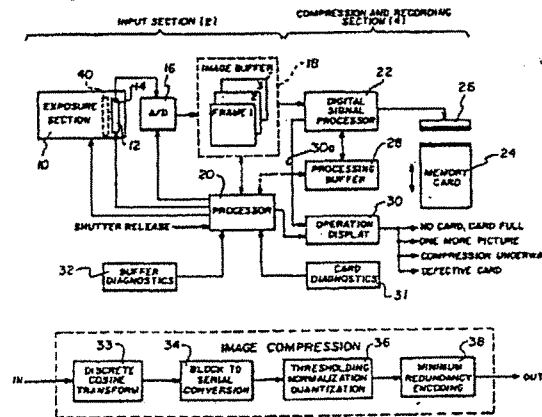 INPUT SECTION (2)
COMPRESSION AND RECORDING
SECTION (4)
40
14
16
IMAGE BUFFER
18
22
EXPOSURE
SECTION
A/D
3
2
FRAME 1
DIGITAL SIGNAL
PROCESSOR
26
10
12
30a
28
24
20
PROCESSING
BUFFER
MEMORY
CARD
PROCESSOR
30
SHUTTER RELEASE
OPERATION
DISPLAY
NO CARD, CARD FULL
ONE MORE PICTURE
COMPRESSION UNDERWA
DEFECTIVE CARD
32
BUFFER
DIAGNOSTICS
CARD
DIAGNOSTICS
31
IMAGE COMPRESSION
33
34
36
38
IN
DISCRETE
COSINE
TRANSFORM
BLOCK TO
SERIAL
CONVERSION
THRESHOLDING
NORMALIZATION
QUANTIZATION
MINIMUM
REDUNDANCY
ENCODING
OUT